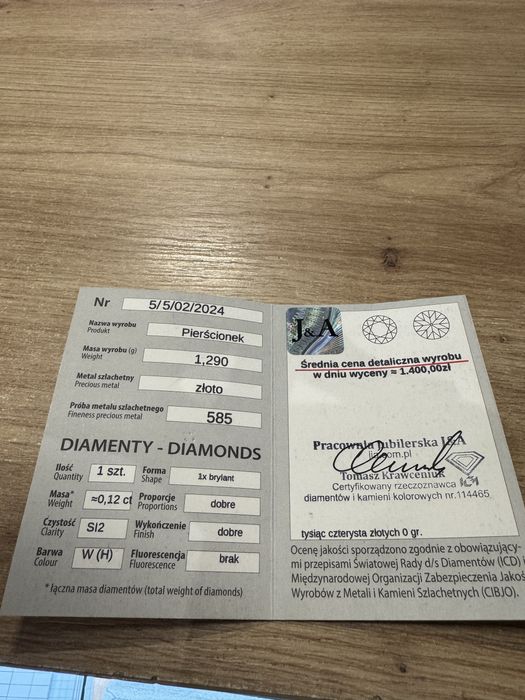 Nr 5/5/02/2024
Nazwa wyrobu
Produkt
Pierścionek
Masa wyrobu (g)
Weight
1,290
Metal szlachetny
Precious metal
złoto
Próba metalu szlachetnego
Fineness precious metal
585
DIAMENTY - DIAMONDS
Ilość
Quantity
1 szt.
Forma
Shape
1x brylant
Masa*
Weight
≈0,12 ct
Proporcje
Proportions
dobre
Czystość
Clarity
SI2
Wykończenie
Finish
dobre
Barwa
Colour
W (H)
Fluorescencja
Fluorescence
brak
* łączna masa diamentów (total weight of diamonds)
J&A
Średnia cena detaliczna wyrobu
w dniu wyceny ≈ 1.400,00zł
Pracownia Jubilerska J&A
Tomasz Krawceniuk
Certyfikowany rzeczoznawca
diamentów i kamieni kolorowych nr.114465
tysiąc czterysta złotych 0 gr.
Ocenę jakości sporządzono zgodnie z obowiązujący-
mi przepisami Światowej Rady d/s Diamentów (ICD) i
Międzynarodowej Organizacji Zabezpieczenia Jakoś
Wyrobów z Metali i Kamieni Szlachetnych (CIBJO).